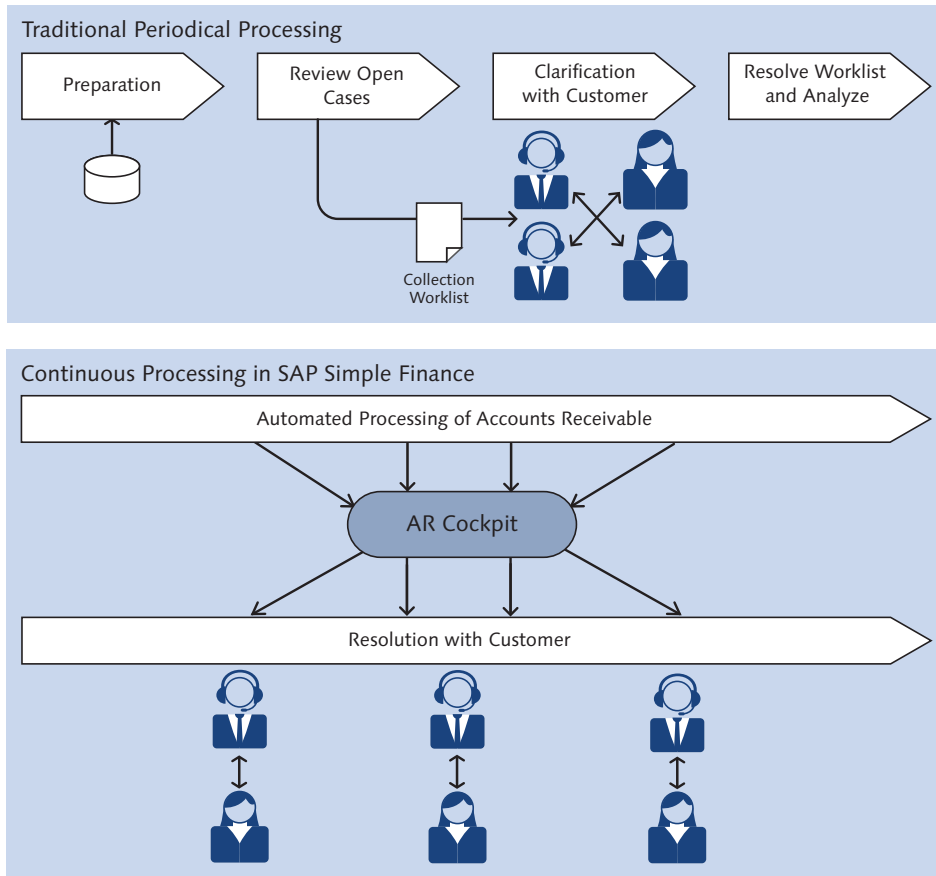 Traditional Periodical Processing
Preparation
Review Open
Cases
Clarification
with Customer
Resolve Worklist
and Analyze
Collection
Worklist
Continuous Processing in SAP Simple Finance
Automated Processing of Accounts Receivable
AR Cockpit
Resolution with Customer